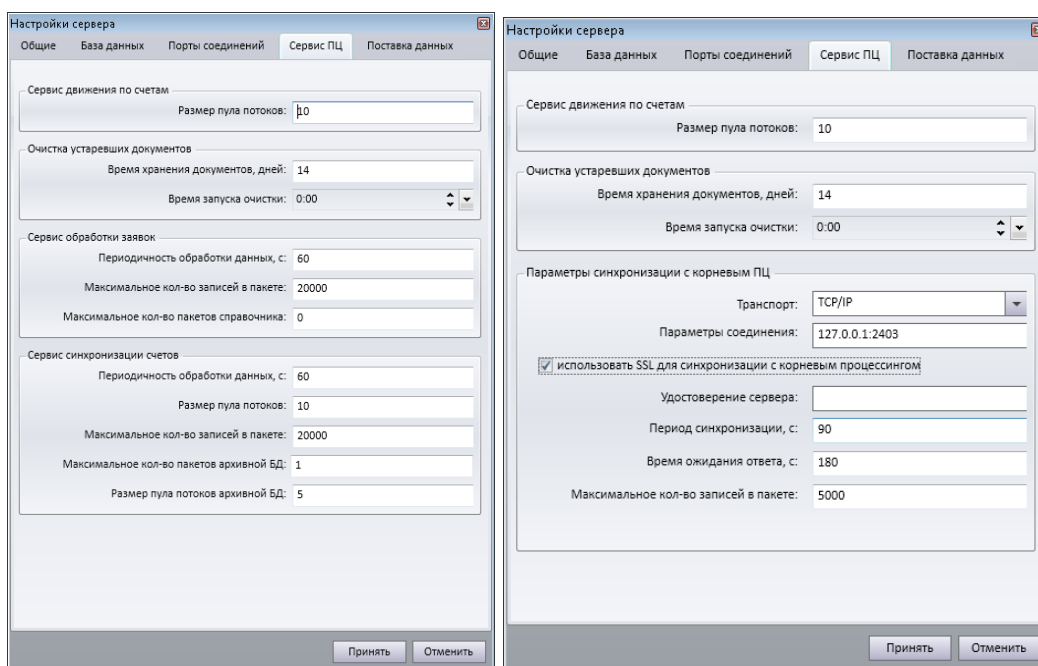 Настройки сервера
Общие База данных Порты соединений Сервис ПЦ Поставка данных
Сервис движения по счетам
Размер пула потоков: 10
Очистка устаревших документов
Время хранения документов, дней: 14
Время запуска очистки: 0:00
Сервис обработки заявок
Периодичность обработки данных, с: 60
Максимальное кол-во записей в пакете: 20000
Максимальное кол-во пакетов справочника: 0
Сервис синхронизации счетов
Периодичность обработки данных, с: 60
Размер пула потоков: 10
Максимальное кол-во записей в пакете: 20000
Максимальное кол-во пакетов архивной БД: 1
Размер пула потоков архивной БД: 5
Принять Отменить
Настройки сервера
Общие База данных Порты соединений Сервис ПЦ Поставка данных
Сервис движения по счетам
Размер пула потоков: 10
Очистка устаревших документов
Время хранения документов, дней: 14
Время запуска очистки: 0:00
Параметры синхронизации с корневым ПЦ
Транспорт: TCP/IP
Параметры соединения: 127.0.0.1:2403
использовать SSL для синхронизации с корневым процессингом
Удостоверение сервера:
Период синхронизации, с: 90
Время ожидания ответа, с: 180
Максимальное кол-во записей в пакете: 5000
Принять Отменить